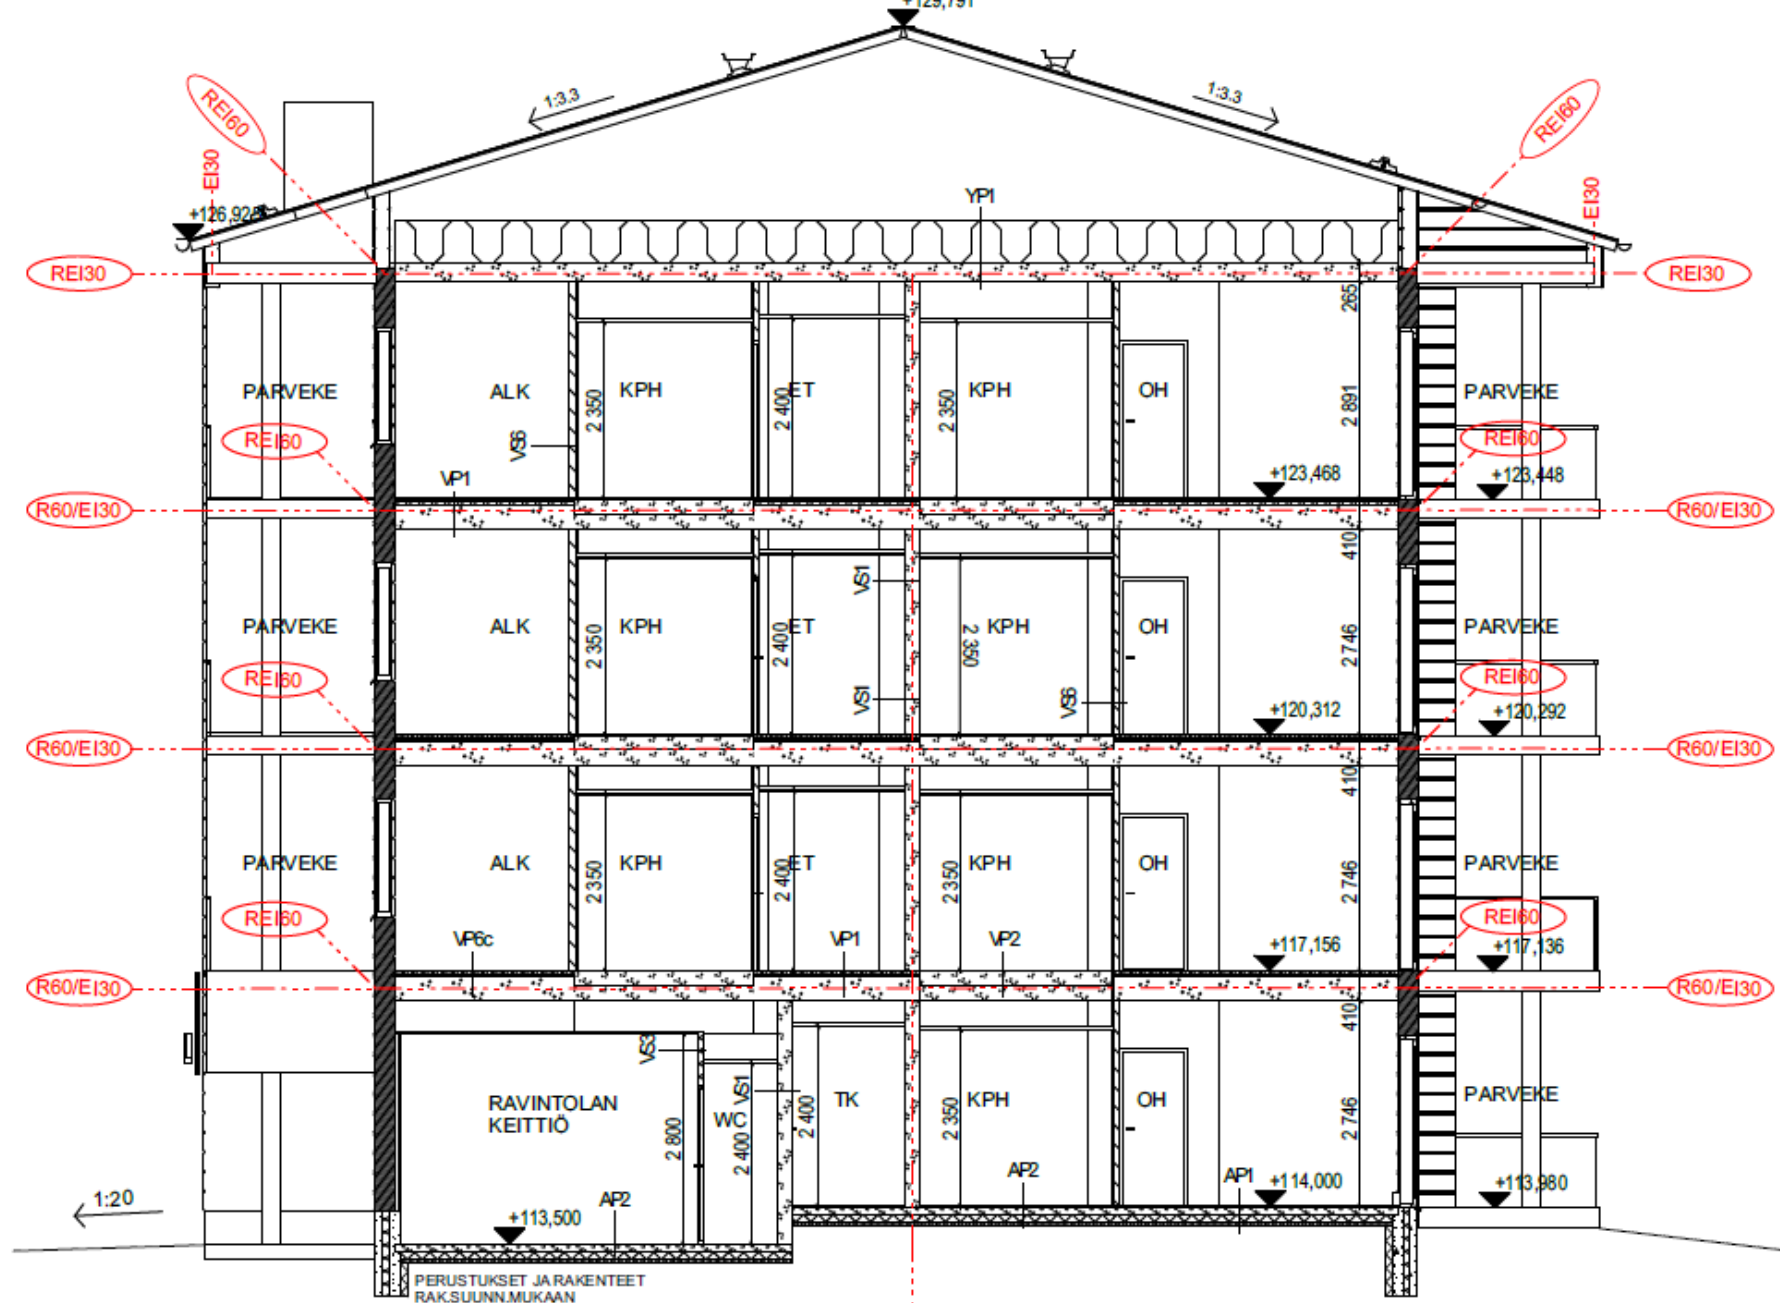 +129,791
1:3.3
1:3.3
REI60
REI60
EI30
EI30
+126,925
YP1
REI30
REI30
265
PARVEKE
ALK
KPH
ET
KPH
OH
PARVEKE
2 350
2 400
2 350
2 891
REI60
VS6
REI60
VP1
+123,468
+123,448
R60/EI30
R60/EI30
410
VS1
PARVEKE
ALK
KPH
ET
KPH
OH
PARVEKE
2 350
2 400
2 350
2 746
REI60
VS1
VS6
REI60
+120,312
+120,292
R60/EI30
R60/EI30
410
PARVEKE
ALK
KPH
ET
KPH
OH
PARVEKE
2 350
2 400
2 350
2 746
REI60
REI60
VP6c
VP1
VP2
+117,156
+117,136
R60/EI30
R60/EI30
410
VS3
VS1
RAVINTOLAN
KEITTIÖ
WC
TK
KPH
OH
PARVEKE
2 800
2 400
2 400
2 350
2 746
AP2
AP1
+114,000
+113,980
1:20
AP2
+113,500
PERUSTUKSET JA RAKENTEET
RAK.SUUNN.MUKAAN